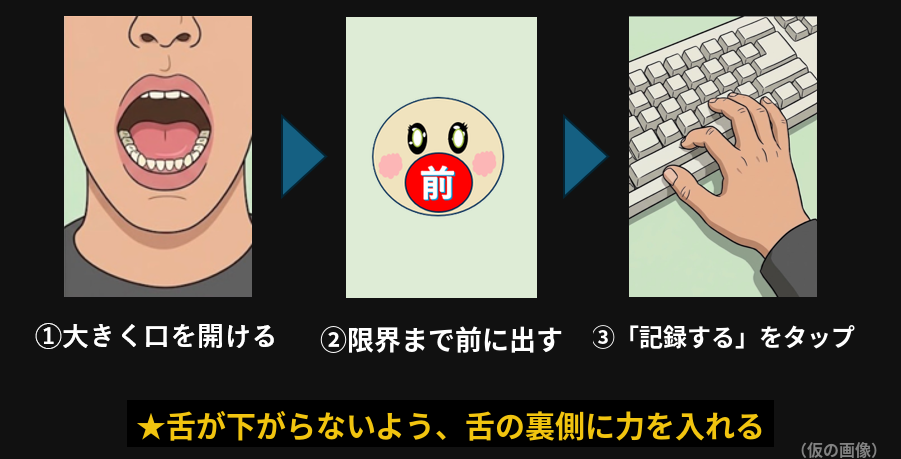 前
①大きく口を開ける
②限界まで前に出す
③「記録する」をタップ
★舌が下がらないよう、舌の裏側に力を入れる
（仮の画像）